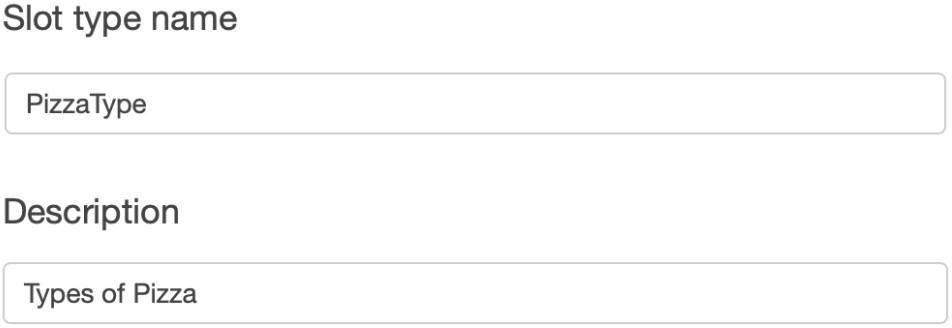 Slot type name
PizzaType
Description
Types of Pizza